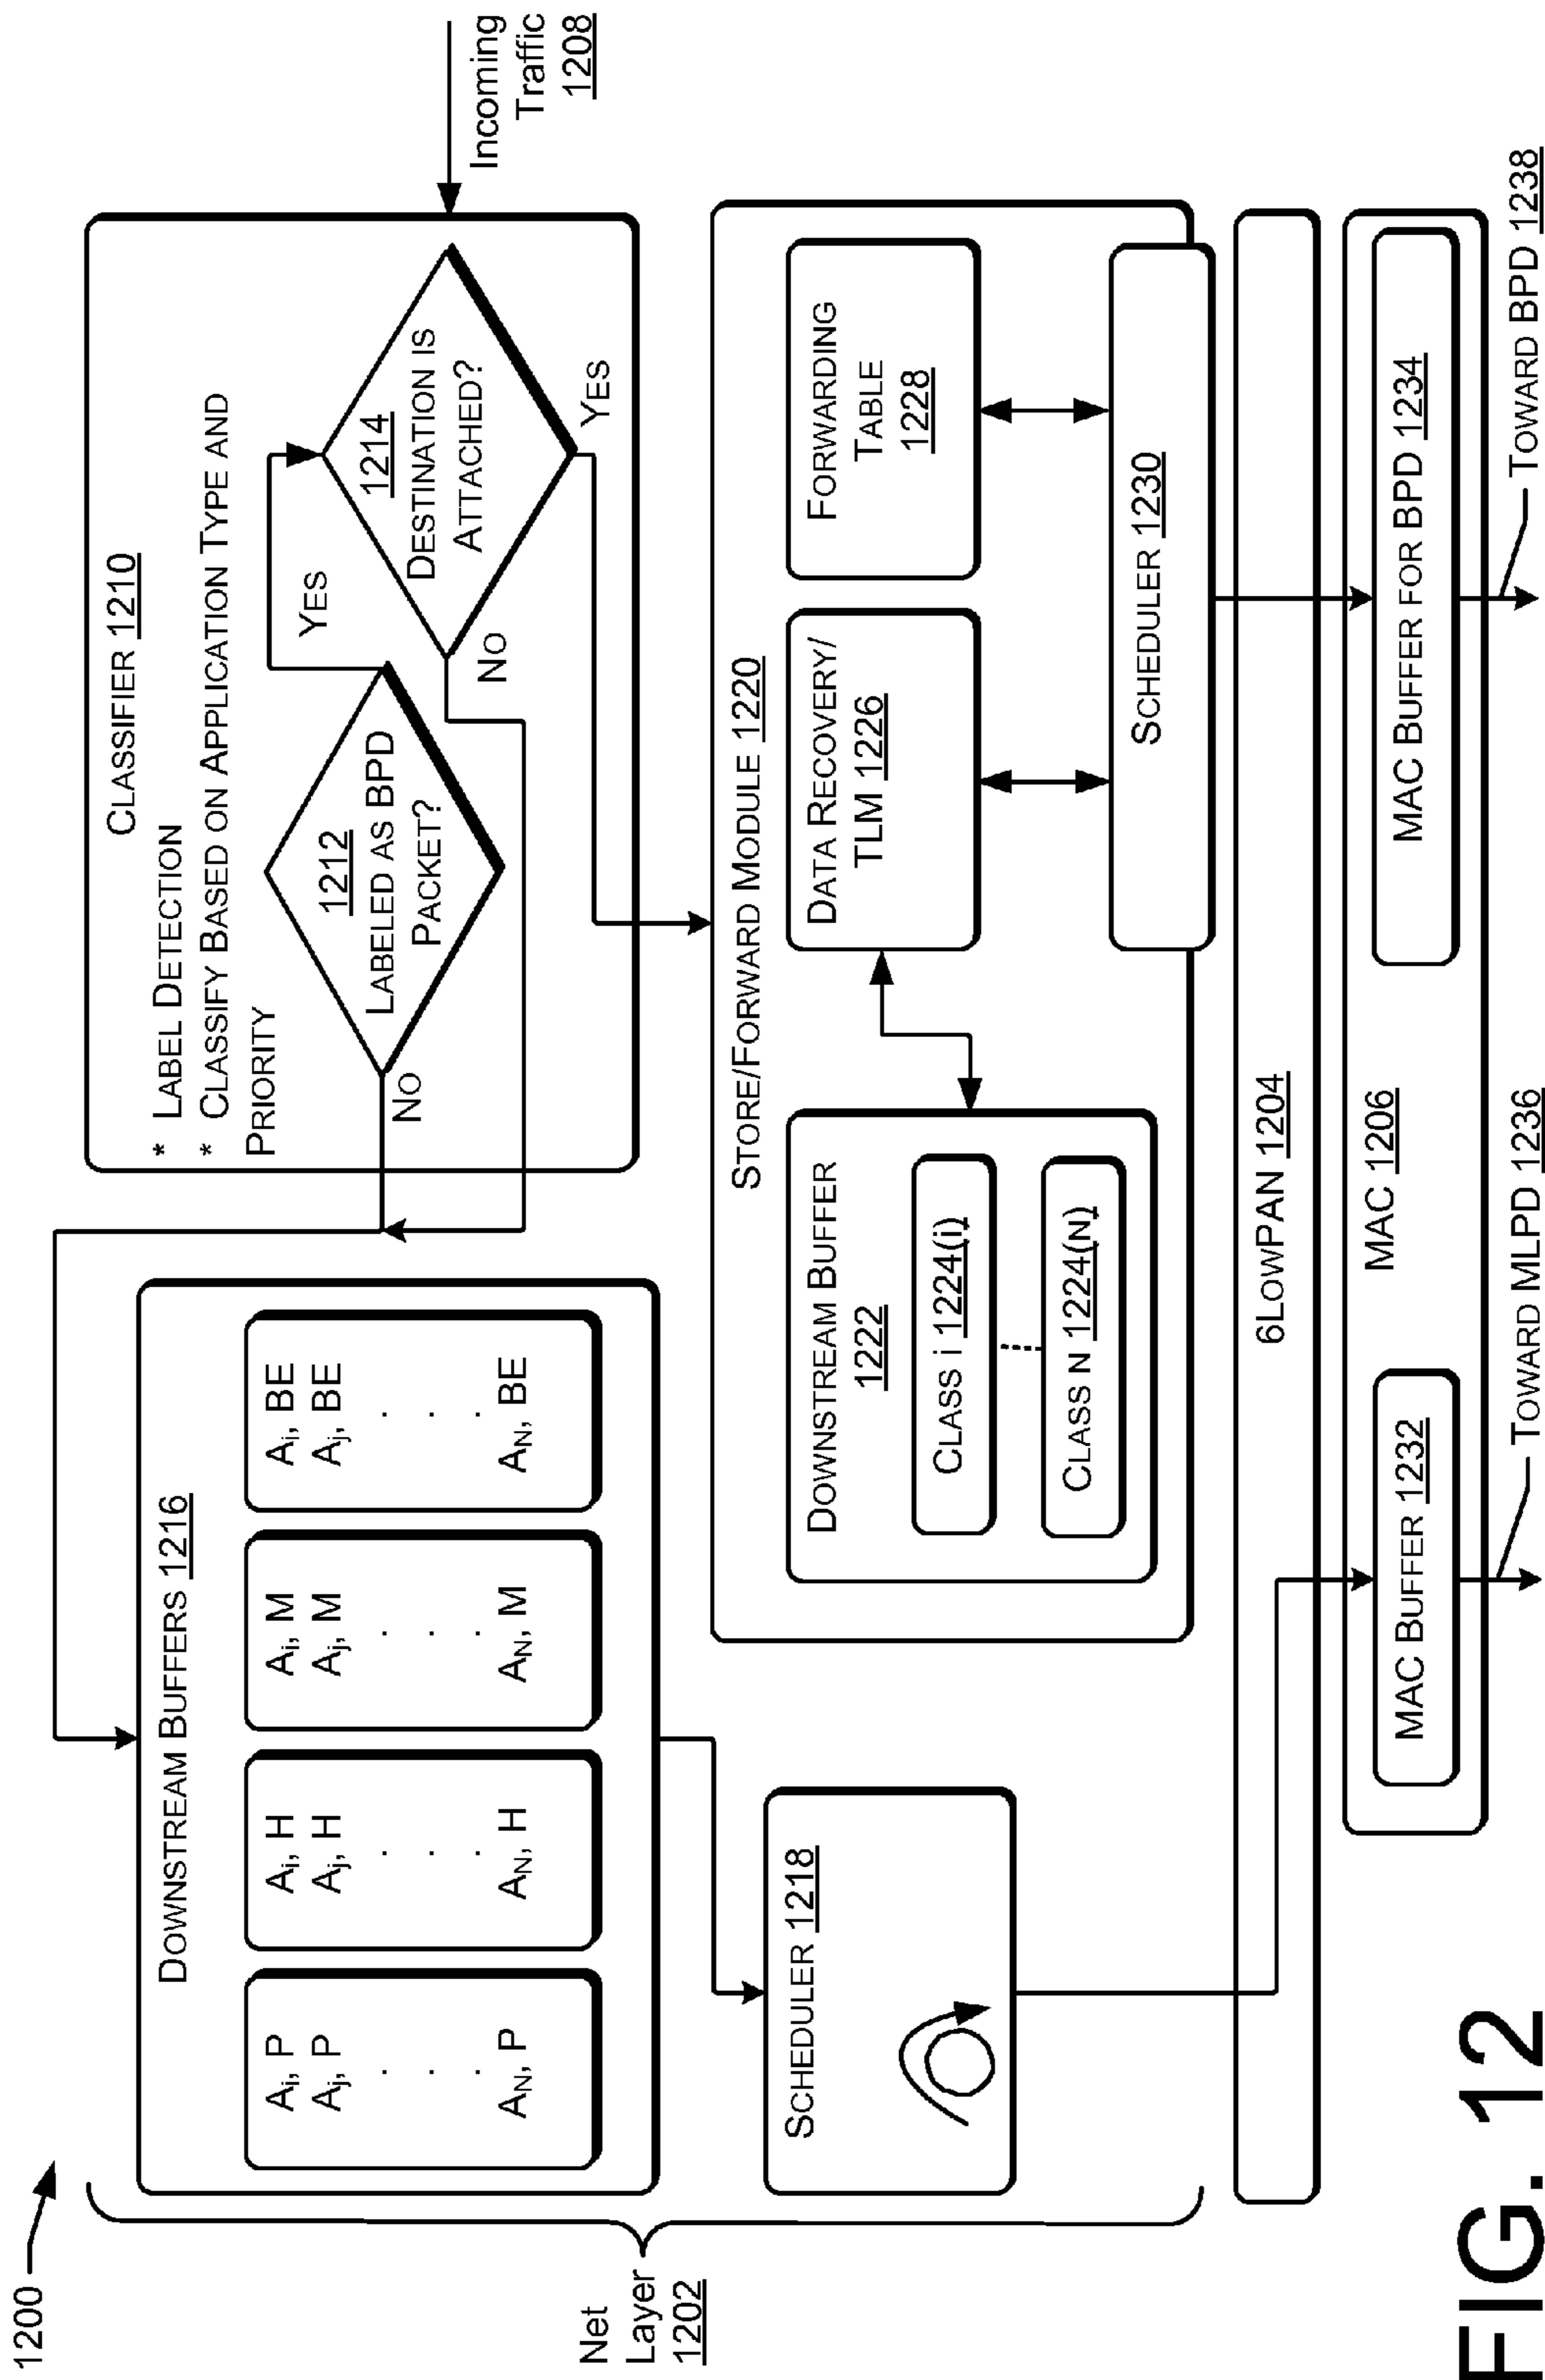 1200
Net
Layer
1202
DOWNSTREAM BUFFERS 1216
Ai, P
Aj, P
.
.
.
AN, P
Ai, H
Aj, H
.
.
.
AN, H
Ai, M
Aj, M
.
.
.
AN, M
Ai, BE
Aj, BE
.
.
.
AN, BE
CLASSIFIER 1210
* LABEL DETECTION
* CLASSIFY BASED ON APPLICATION TYPE AND
PRIORITY
1212
LABELED AS BPD
PACKET?
NO
YES
1214
DESTINATION IS
ATTACHED?
NO
YES
Incoming
Traffic
1208
SCHEDULER 1218
STORE/FORWARD MODULE 1220
DOWNSTREAM BUFFER
1222
CLASS i 1224(i)
CLASS N 1224(N)
DATA RECOVERY/
TLM 1226
FORWARDING
TABLE
1228
SCHEDULER 1230
6LOWPAN 1204
MAC 1206
MAC BUFFER 1232
MAC BUFFER FOR BPD 1234
TOWARD MLPD 1236
TOWARD BPD 1238
FIG. 12